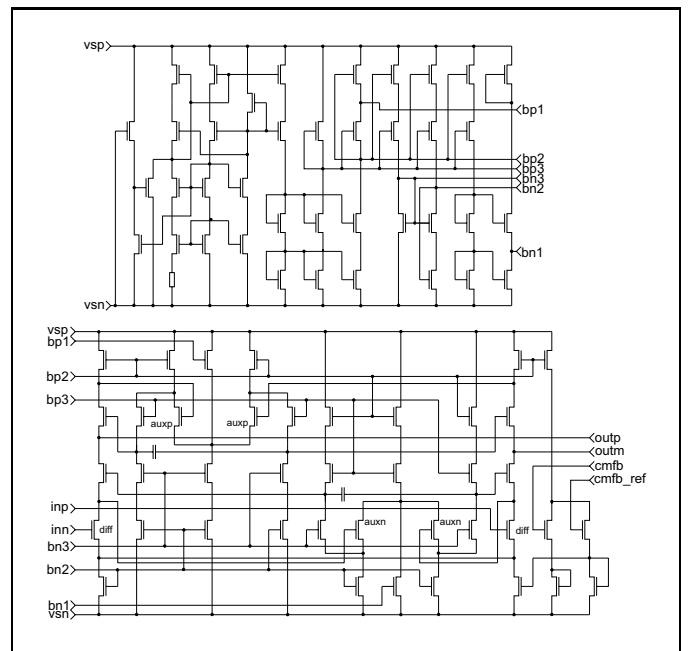 vsp
bp1
bp2
bp3
bn3
bn2
bn1
vsn
vsp
bp1
bp2
bp3
auxp
auxp
outp
outm
cmfb
cmfb_ref
inp
inn
diff
auxn
auxn
diff
bn3
bn2
bn1
vsn